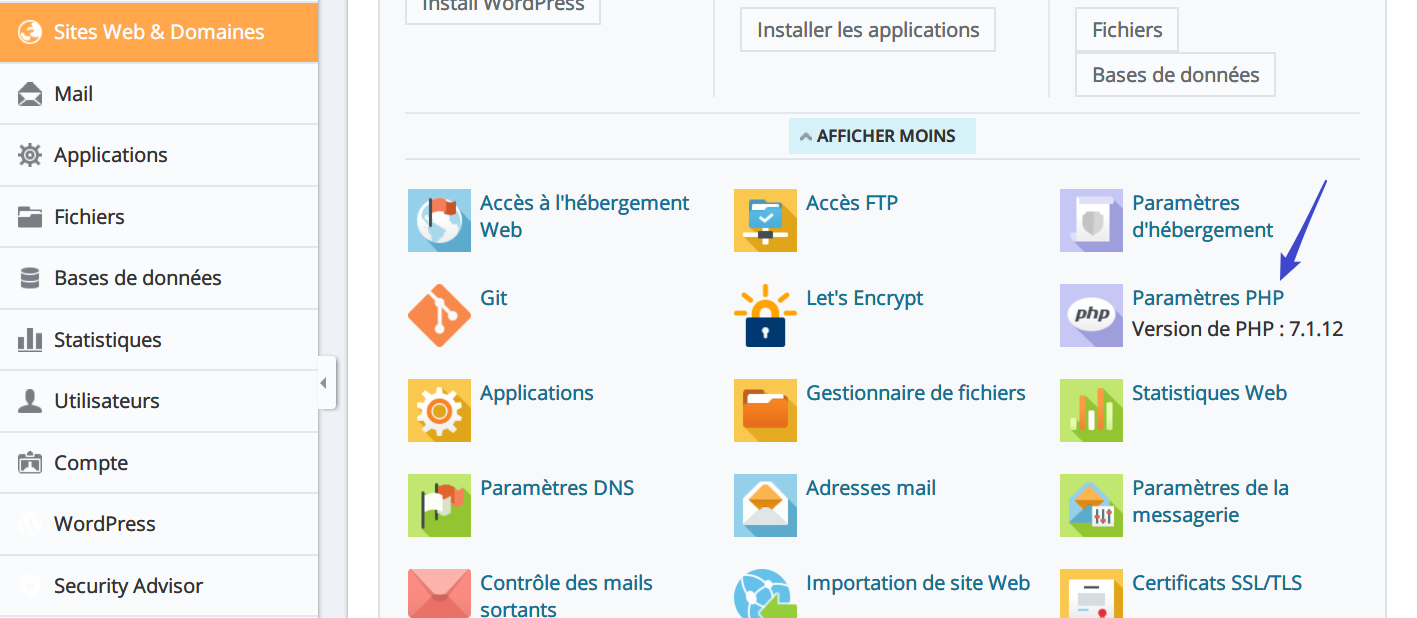 Sites Web & Domaines
Mail
Applications
Fichiers
Bases de données
Statistiques
Utilisateurs
Compte
WordPress
Security Advisor
Install WordPress
Installer les applications
Fichiers
Bases de données
AFFICHER MOINS
Accès à l'hébergement
Web
Accès FTP
Paramètres
d'hébergement
Git
Let's Encrypt
php
Paramètres PHP
Version de PHP : 7.1.12
Applications
Gestionnaire de fichiers
Statistiques Web
Paramètres DNS
Adresses mail
Paramètres de la
messagerie
Contrôle des mails
sortants
Importation de site Web
Certificats SSL/TLS